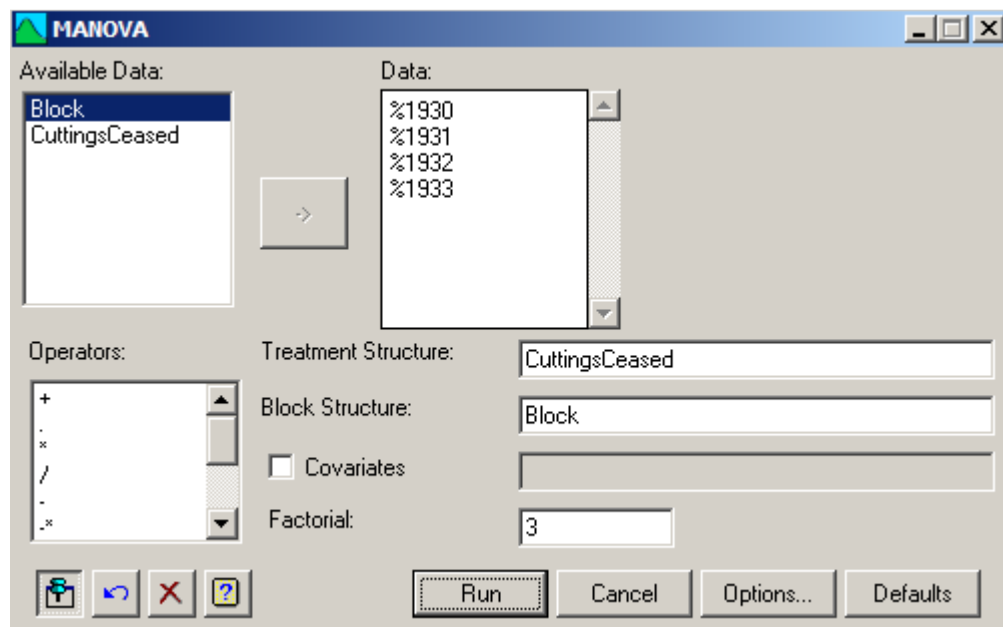 MANOVA
Available Data:
Data:
Block
CuttingsCeased
->
%1930
%1931
%1932
%1933
Operators:
+
.
*
/
-
-*
Treatment Structure: CuttingsCeased
Block Structure: Block
Covariates
Factorial: 3
?
Run Cancel Options... Defaults